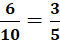 6/10 = 3/5